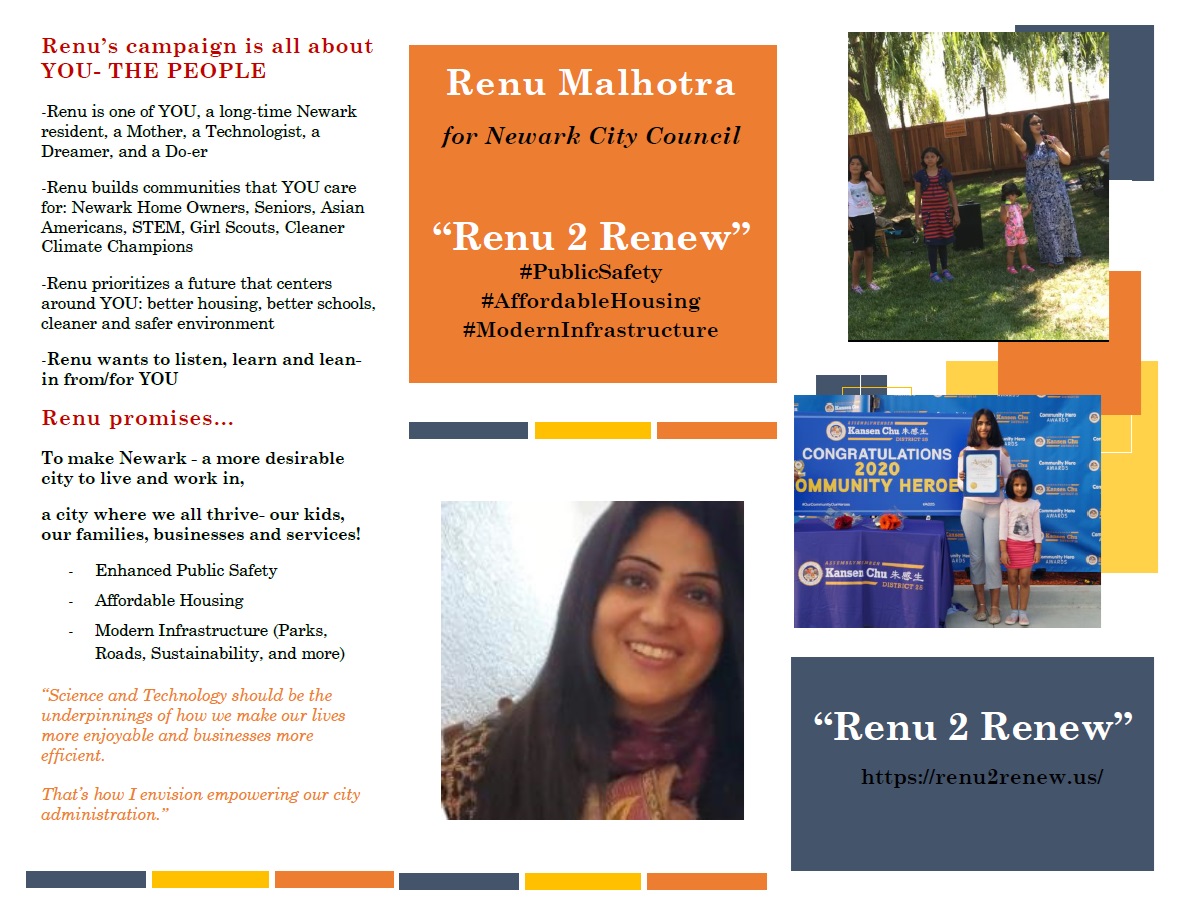 Renu’s campaign is all about
YOU- THE PEOPLE
-Renu is one of YOU, a long-time Newark
resident, a Mother, a Technologist, a
Dreamer, and a Do-er
-Renu builds communities that YOU care
for: Newark Home Owners, Seniors, Asian
Americans, STEM, Girl Scouts, Cleaner
Climate Champions
-Renu prioritizes a future that centers
around YOU: better housing, better schools,
cleaner and safer environment
-Renu wants to listen, learn and lean-
in from/for YOU
Renu promises...
To make Newark - a more desirable
city to live and work in,
a city where we all thrive- our kids,
our families, businesses and services!
- Enhanced Public Safety
- Affordable Housing
- Modern Infrastructure (Parks,
Roads, Sustainability, and more)
“Science and Technology should be the
underpinnings of how we make our lives
more enjoyable and businesses more
efficient.
That’s how I envision empowering our city
administration.”
Renu Malhotra
for Newark City Council
“Renu 2 Renew”
#PublicSafety
#AffordableHousing
#ModernInfrastructure
ASSEMBLYMEMBER
Kansen Chu 朱感生
DISTRICT 25
CONGRATULATIONS
2020
OMMUNITY HEROE
Community Hero
AWARDS
Kansen Chu
ASSEMBLYMEMBER
Kansen Chu 朱感生
DISTRICT 25
“Renu 2 Renew”
https://renu2renew.us/